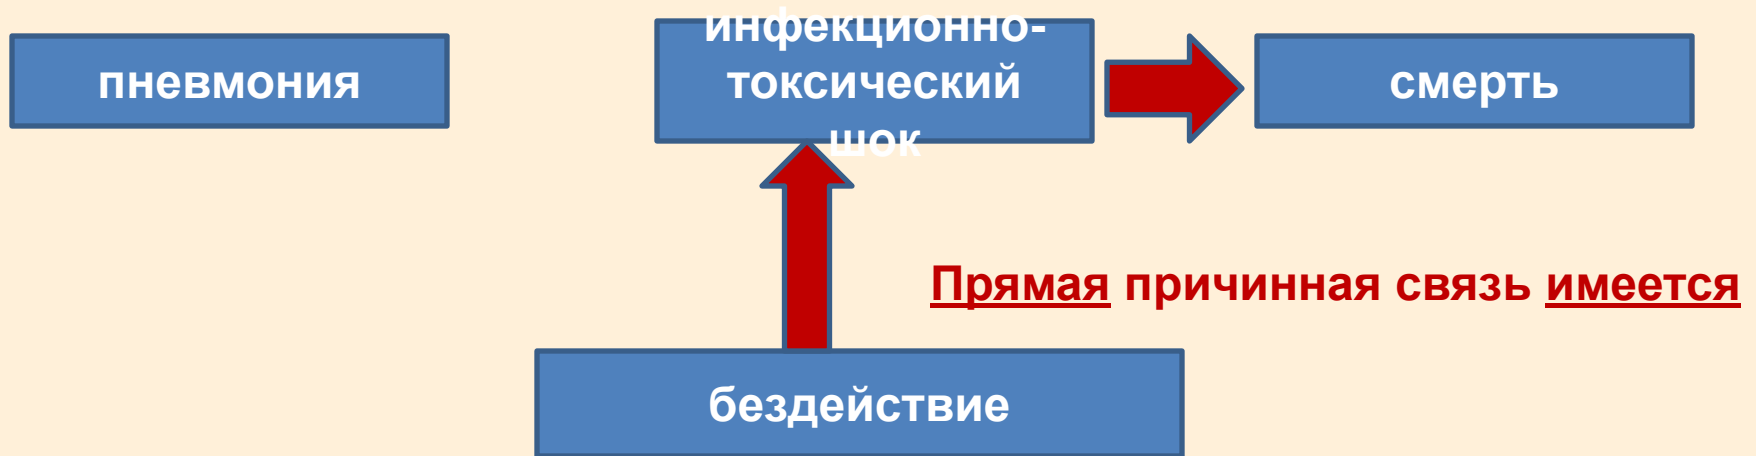 пневмония
инфекционно-
токсический
шок
смерть
Прямая причинная связь имеется
бездействие